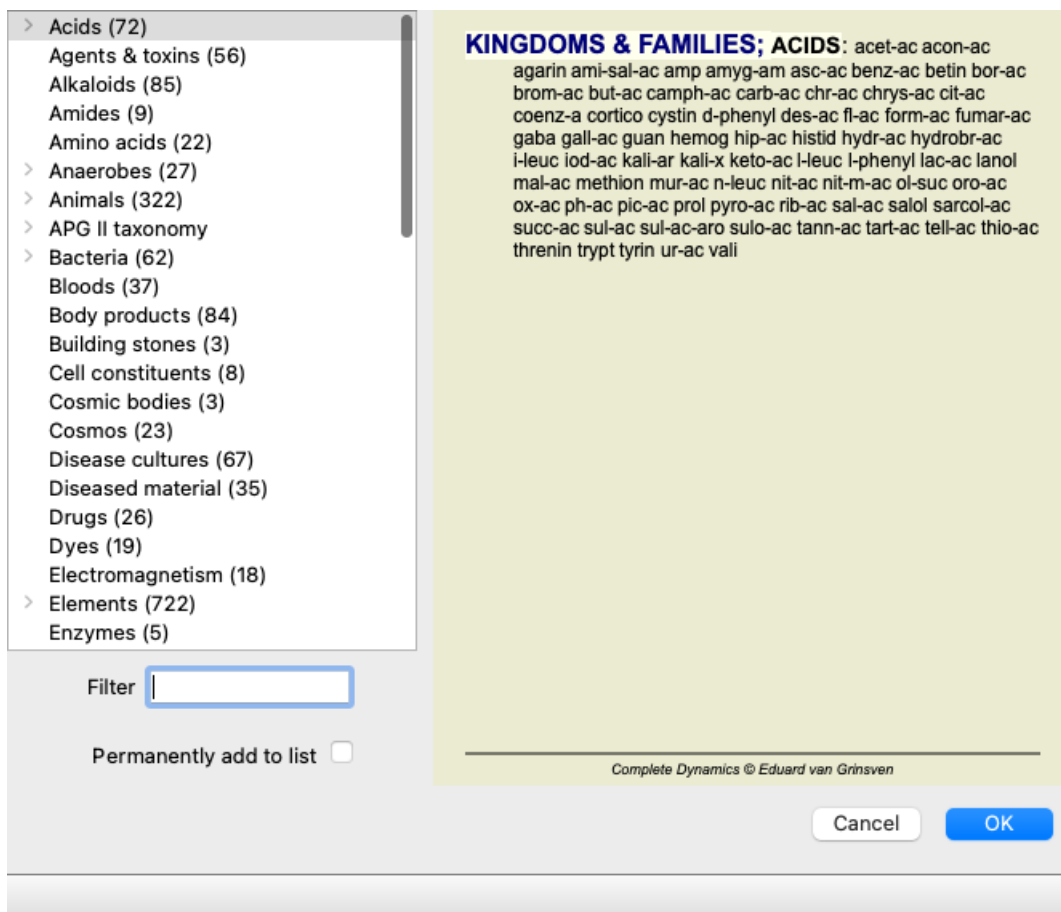 Acids (72)
Agents & toxins (56)
Alkaloids (85)
Amides (9)
Amino acids (22)
Anaerobes (27)
Animals (322)
APG II taxonomy
Bacteria (62)
Bloods (37)
Body products (84)
Building stones (3)
Cell constituents (8)
Cosmic bodies (3)
Cosmos (23)
Disease cultures (67)
Diseased material (35)
Drugs (26)
Dyes (19)
Electromagnetism (18)
Elements (722)
Enzymes (5)
Filter
Permanently add to list
KINGDOMS & FAMILIES; ACIDS: acet-ac acon-ac
agarin ami-sal-ac amp amyg-am asc-ac benz-ac betin bor-ac
brom-ac but-ac camph-ac carb-ac chr-ac chrys-ac cit-ac
coenz-a cortico cystin d-phenyl des-ac fl-ac form-ac fumar-ac
gaba gall-ac guan hemog hip-ac histid hydr-ac hydrobr-ac
i-leuc iod-ac kali-ar kali-x keto-ac l-leuc l-phenyl lac-ac lanol
mal-ac methion mur-ac n-leuc nit-ac nit-m-ac ol-suc oro-ac
ox-ac ph-ac pic-ac prol pyro-ac rib-ac sal-ac salol sarcol-ac
succ-ac sul-ac sul-ac-aro sulo-ac tann-ac tart-ac tell-ac thio-ac
threnin trypt tyrin ur-ac vali
Complete Dynamics © Eduard van Grinsven
Cancel
OK